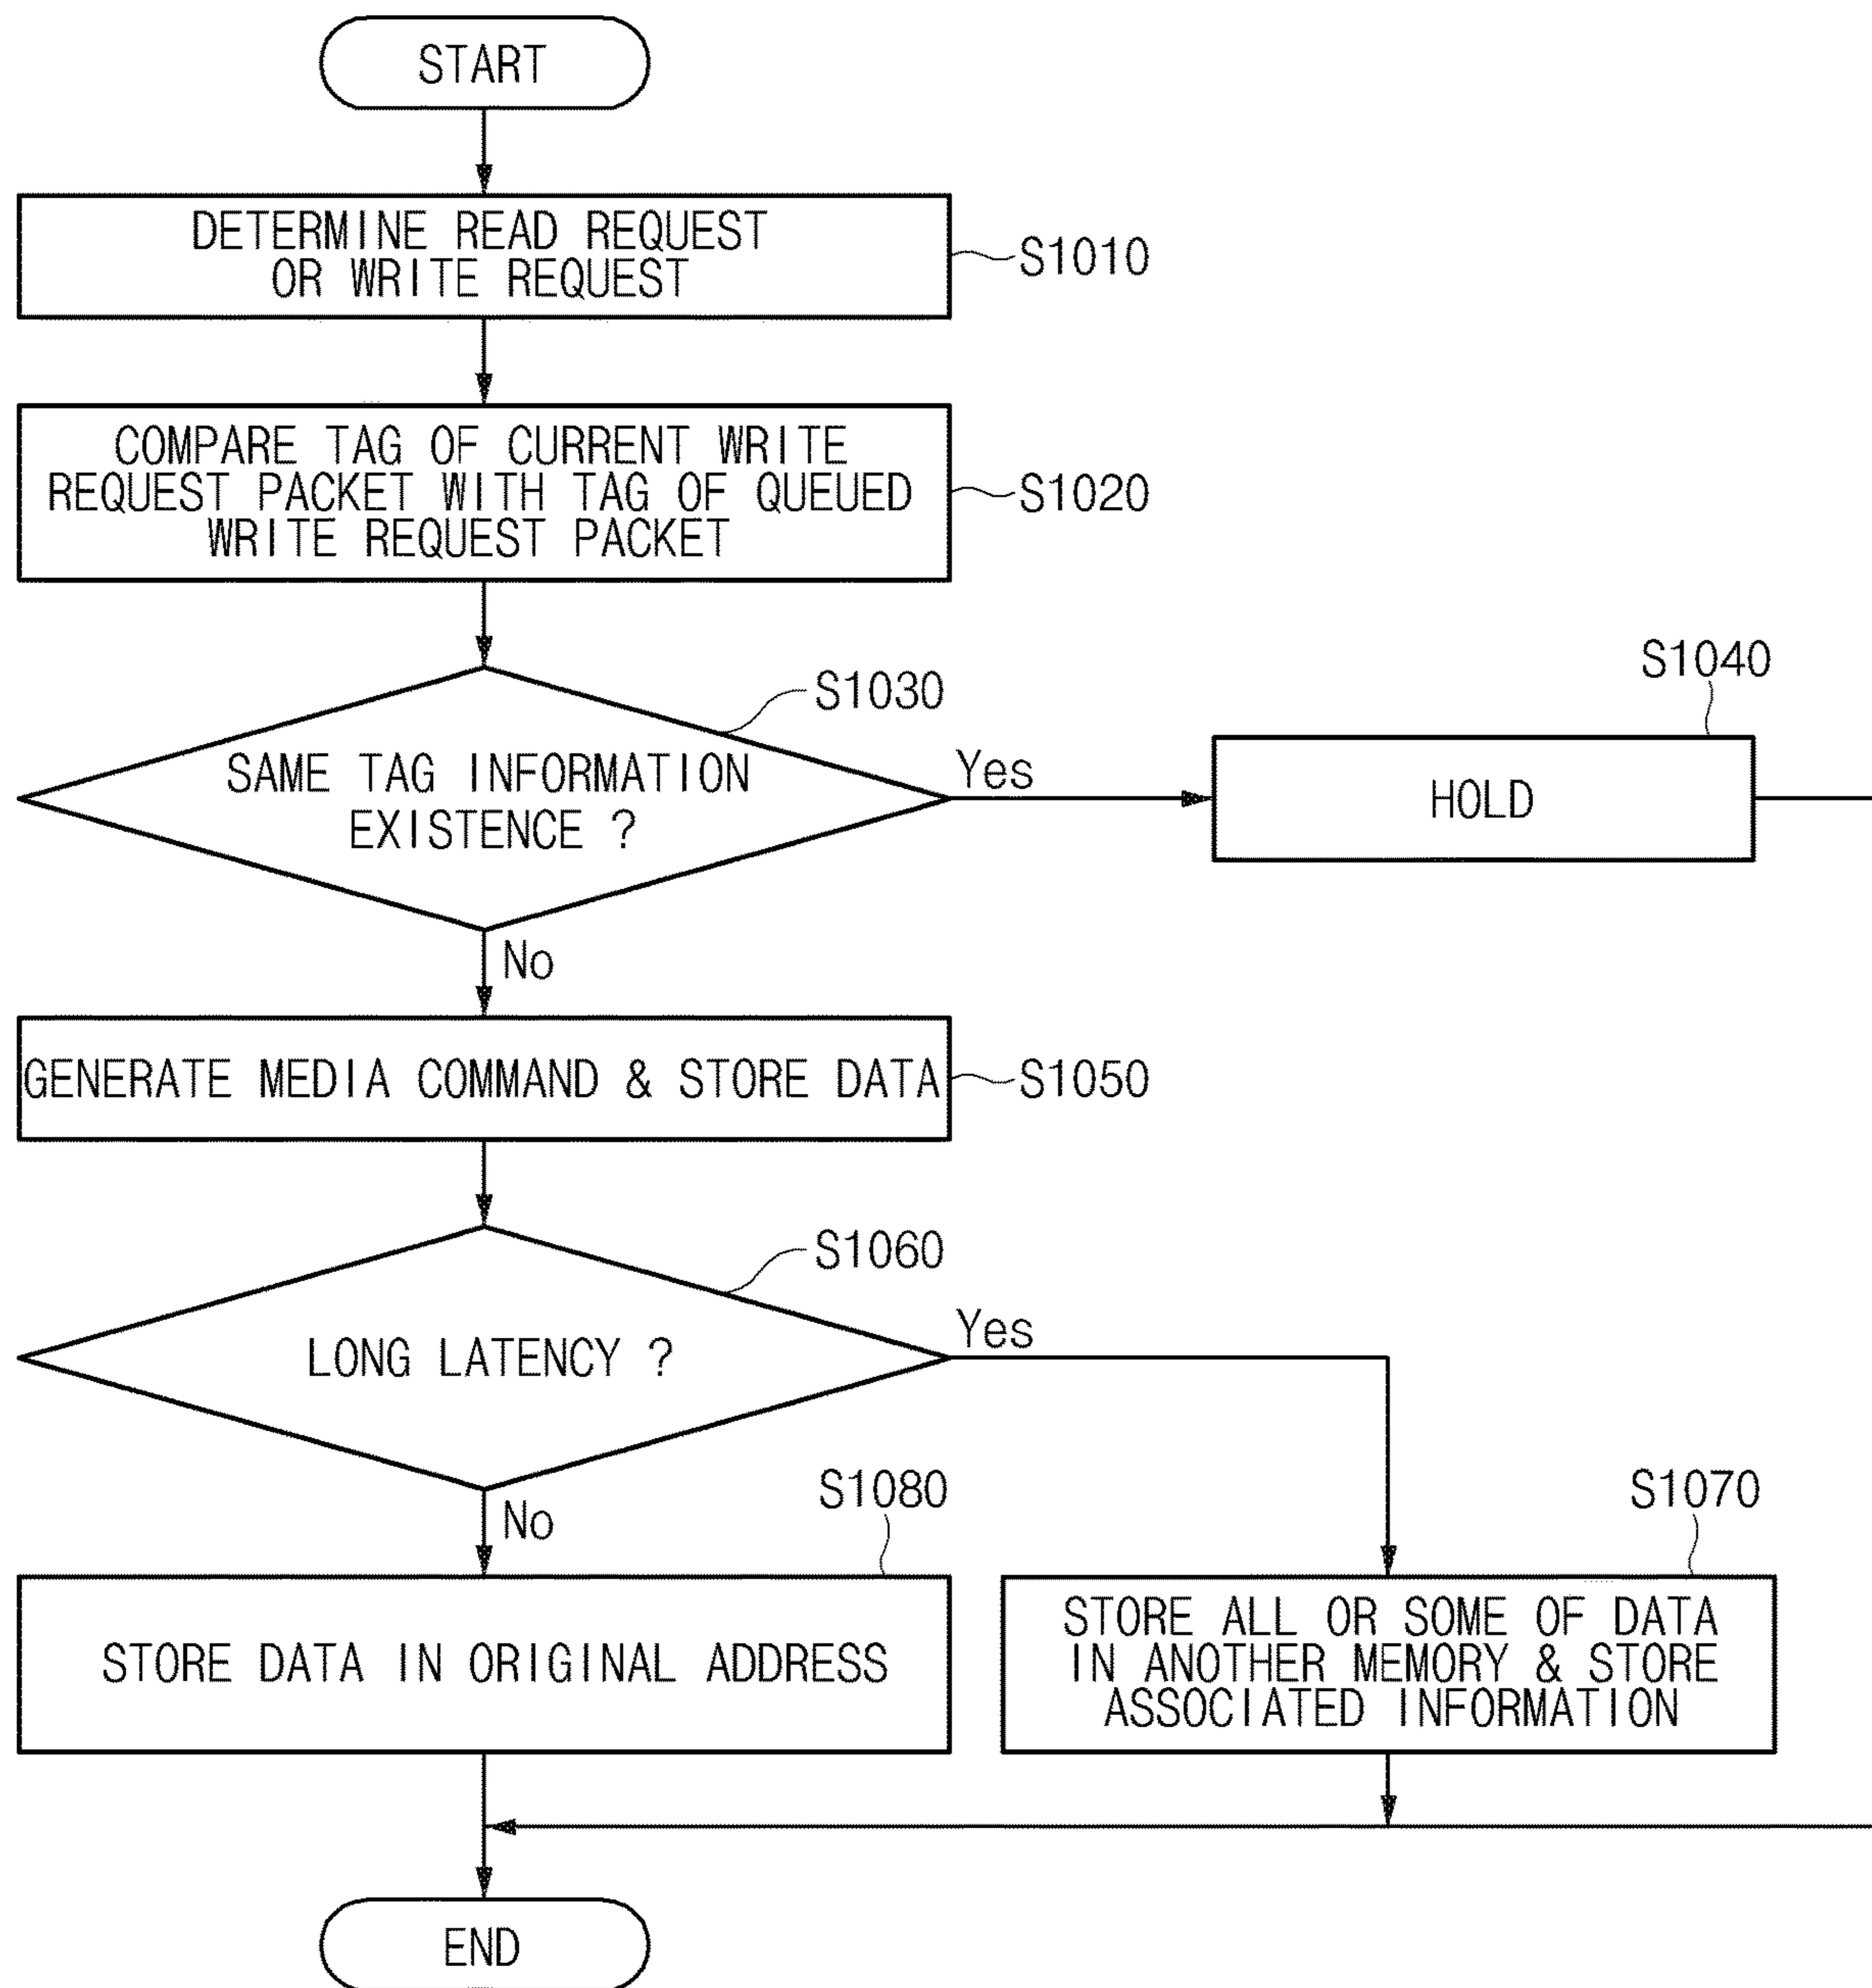 START
DETERMINE READ REQUEST
OR WRITE REQUEST
S1010
COMPARE TAG OF CURRENT WRITE
REQUEST PACKET WITH TAG OF QUEUED
WRITE REQUEST PACKET
S1020
S1030
SAME TAG INFORMATION
EXISTENCE ?
Yes
S1040
HOLD
No
GENERATE MEDIA COMMAND & STORE DATA
S1050
S1060
LONG LATENCY ?
Yes
No
S1080
STORE DATA IN ORIGINAL ADDRESS
S1070
STORE ALL OR SOME OF DATA
IN ANOTHER MEMORY & STORE
ASSOCIATED INFORMATION
END